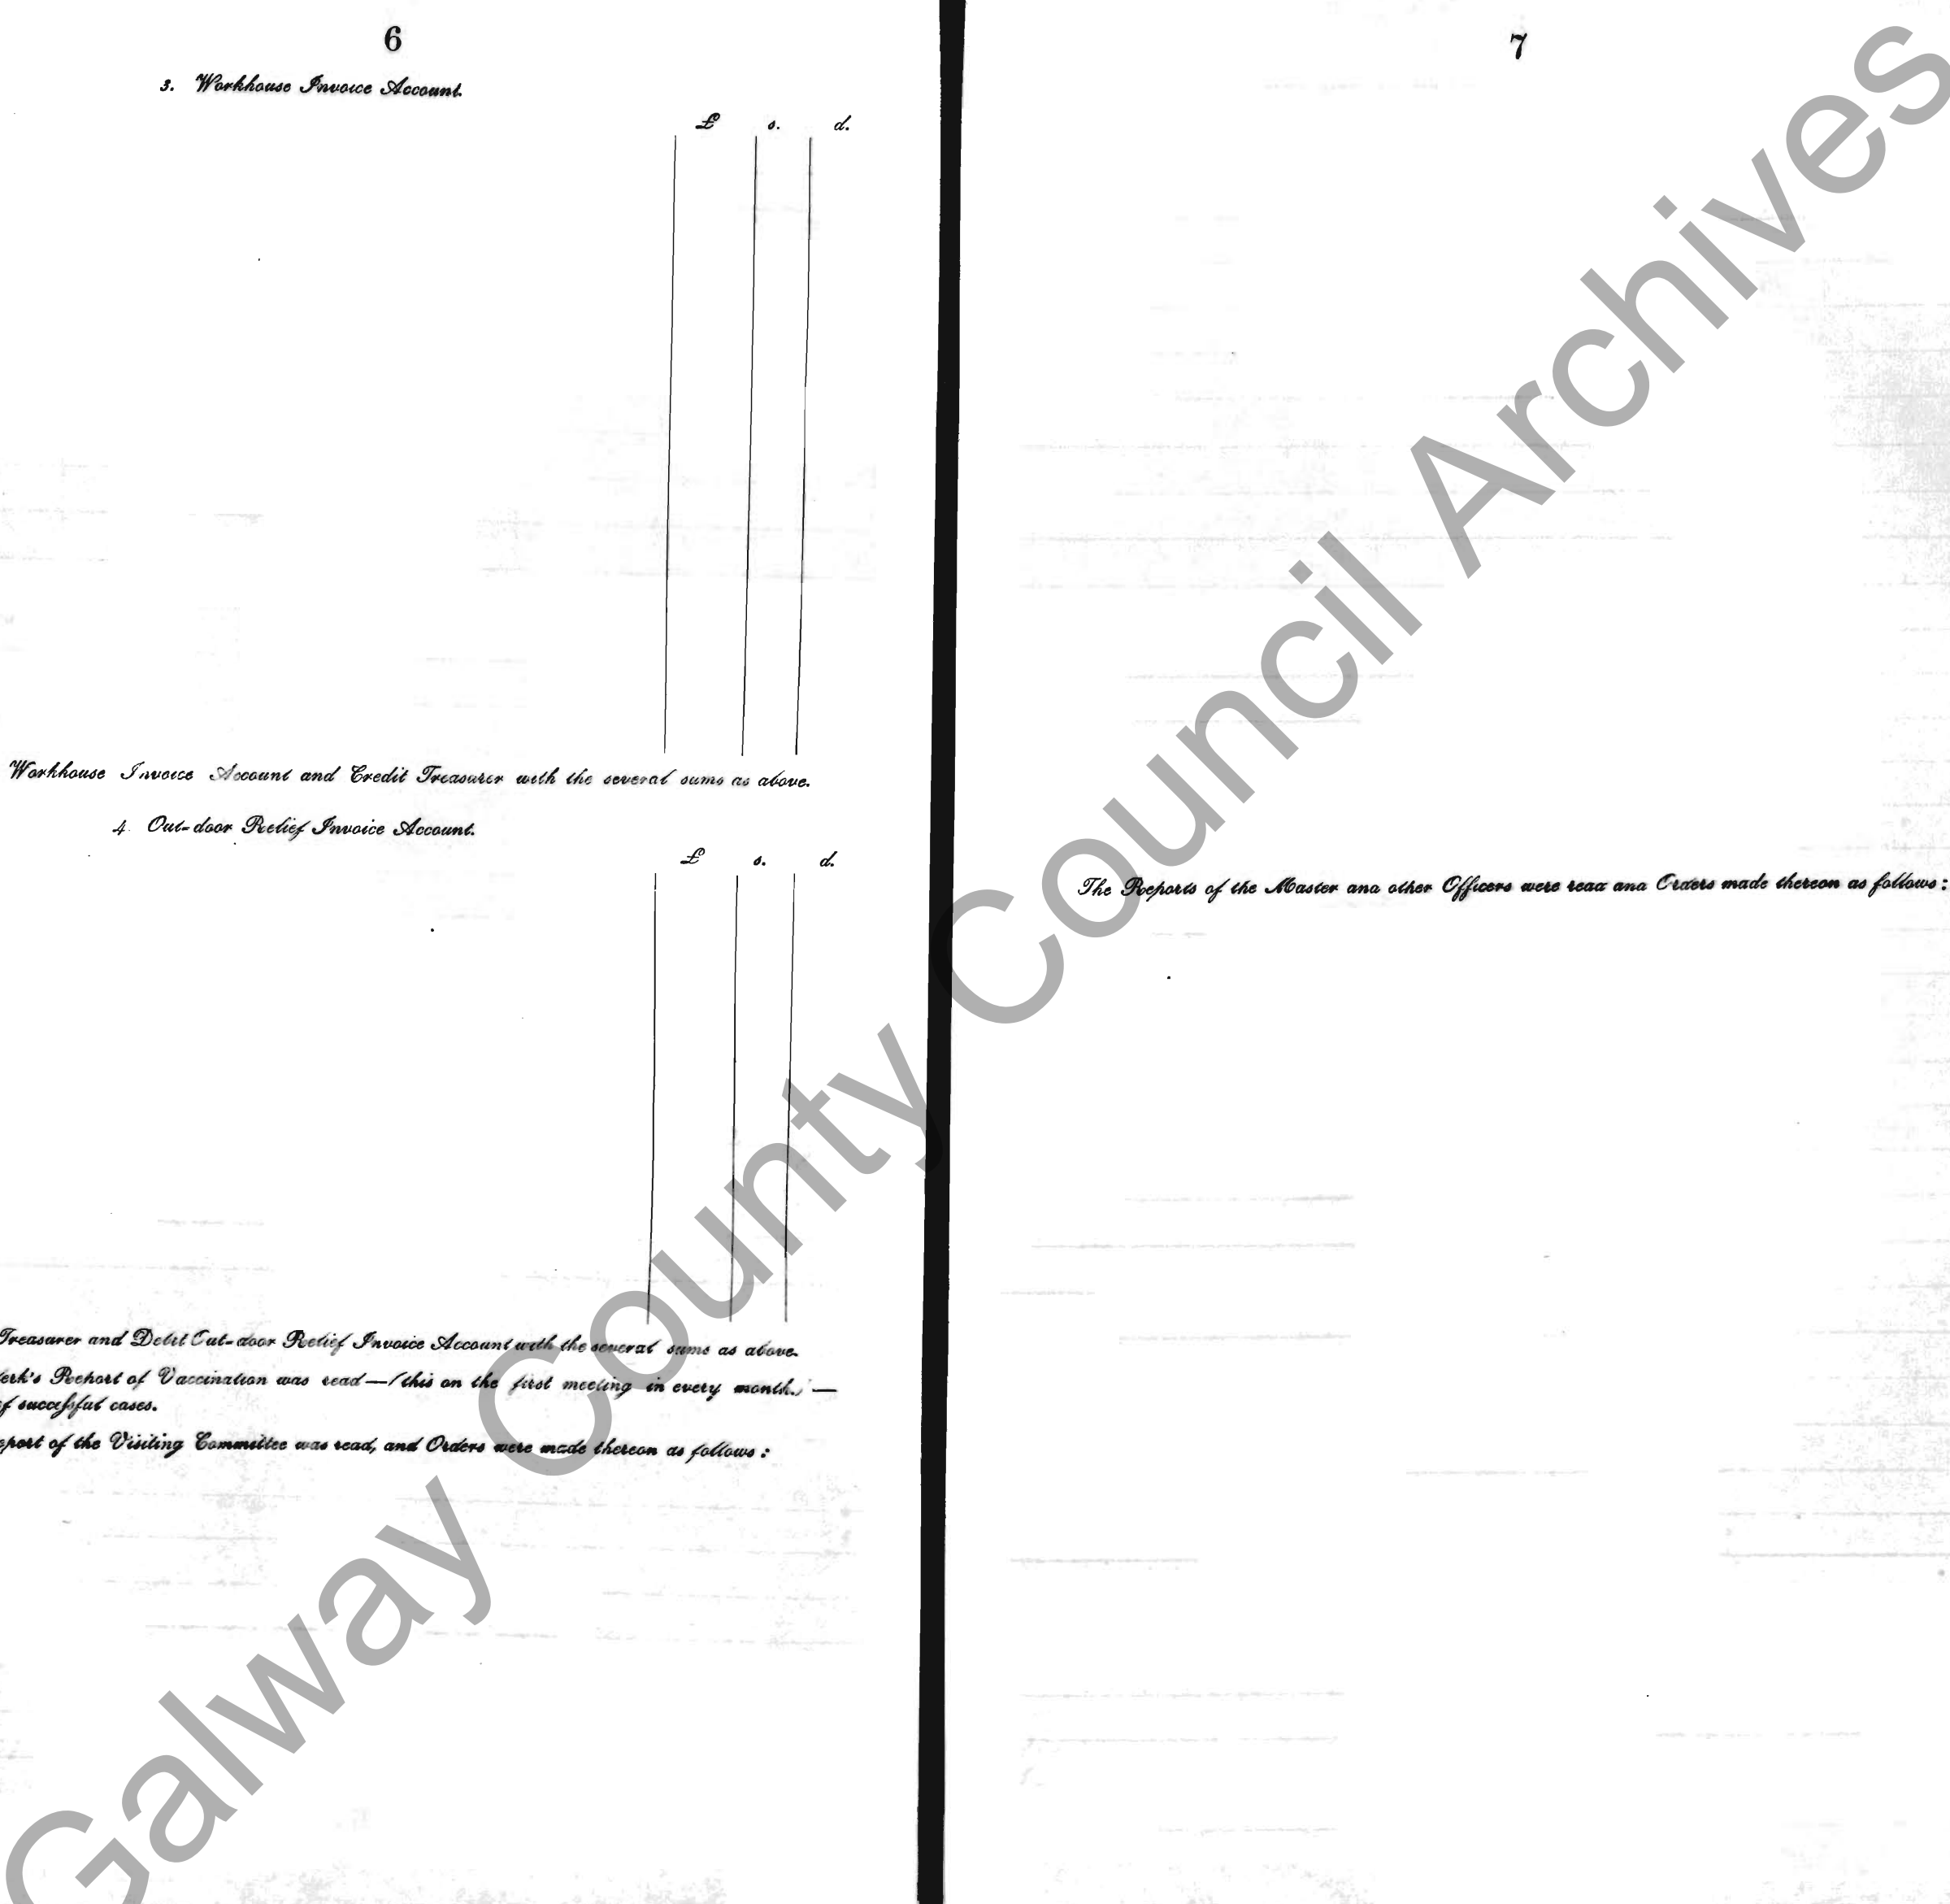 6
3. Workhouse Invoice Account.
£ s. d.
Workhouse Invoice Account and Credit Treasurer with the several sums as above.
4. Out-door Relief Invoice Account.
£ s. d.
Treasurer and Debit Out-door Relief Invoice Account with the several sums as above.
erk's Report of Vaccination was read—(this on the first meeting in every month.)—
f successful cases.
eport of the Visiting Committee was read, and Orders were made thereon as follows:
7
The Reports of the Master and other Officers were read and Orders made thereon as follows:
Galway County Council Archives